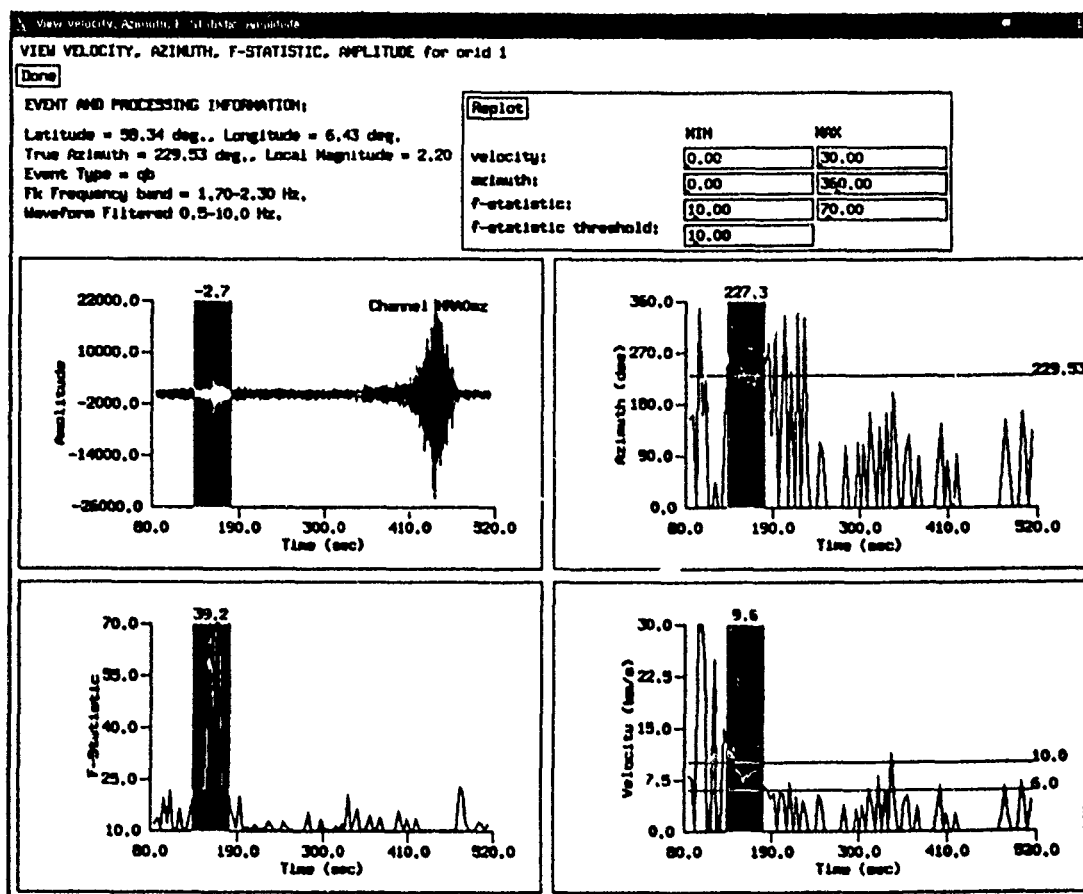 View Velocity, Azimuth, F-Statistic, Amplitude
VIEW VELOCITY, AZIMUTH, F-STATISTIC, AMPLITUDE for orid 1
Done
EVENT AND PROCESSING INFORMATION:
Latitude = 58.34 deg., Longitude = 6.43 deg.
True Azimuth = 229.53 deg., Local Magnitude = 2.20
Event Type = qb
Fk Frequency band = 1.70-2.30 Hz.
Waveform Filtered 0.5-10.0 Hz.
Replot
MIN MAX
velocity: 0.00 30.00
azimuth: 0.00 360.00
f-statistic: 10.00 70.00
f-statistic threshold: 10.00
-2.7
Channel
22000.0
10000.0
-2000.0
-14000.0
-26000.0
Amplitude
80.0 190.0 300.0 410.0 520.0
Time (sec)
227.3
360.0
270.0
229.53
180.0
90.0
0.0
Azimuth (deg)
80.0 190.0 300.0 410.0 520.0
Time (sec)
39.2
70.0
55.0
40.0
25.0
10.0
F-Statistic
80.0 190.0 300.0 410.0 520.0
Time (sec)
9.6
30.0
22.5
15.0
10.0
7.5
6.0
0.0
Velocity (km/s)
80.0 190.0 300.0 410.0 520.0
Time (sec)